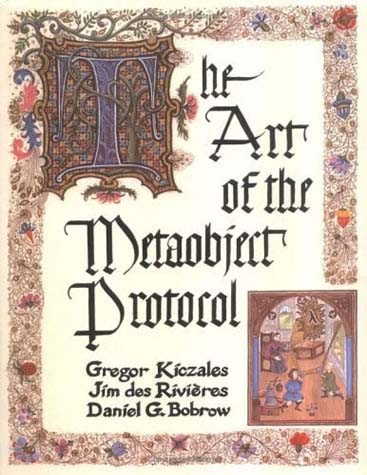 The
Art
of the
Metaobject
Protocol
Gregor Kiczales
Jim des Rivières
Daniel G. Bobrow
λ